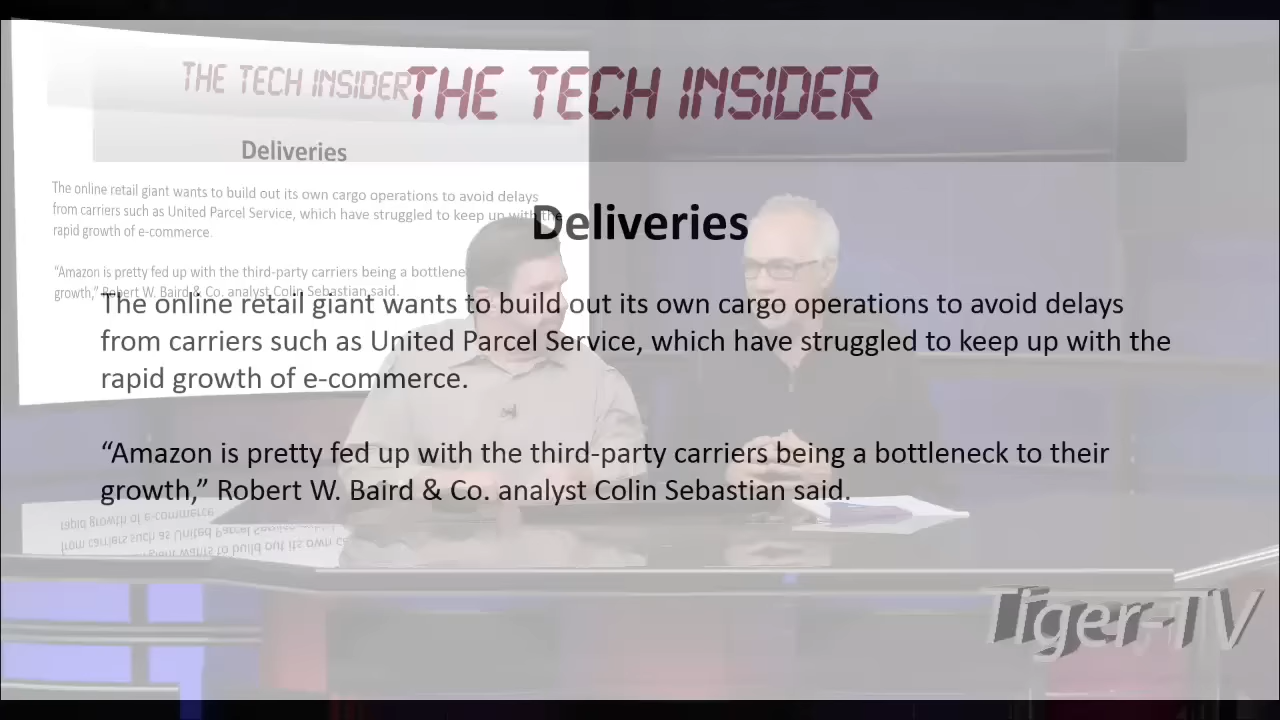 THE TECH INSIDER
THE TECH INSIDER
Deliveries
The online retail giant wants to build out its own cargo operations to avoid delays
from carriers such as United Parcel Service, which have struggled to keep up with the
rapid growth of e-commerce.
“Amazon is pretty fed up with the third-party carriers being a bottlene
growth,” Robert W. Baird & Co. analyst Colin Sebastian said.
Deliveries
The online retail giant wants to build out its own cargo operations to avoid delays
from carriers such as United Parcel Service, which have struggled to keep up with the
rapid growth of e-commerce.
“Amazon is pretty fed up with the third-party carriers being a bottleneck to their
growth,” Robert W. Baird & Co. analyst Colin Sebastian said.
Tiger-TV